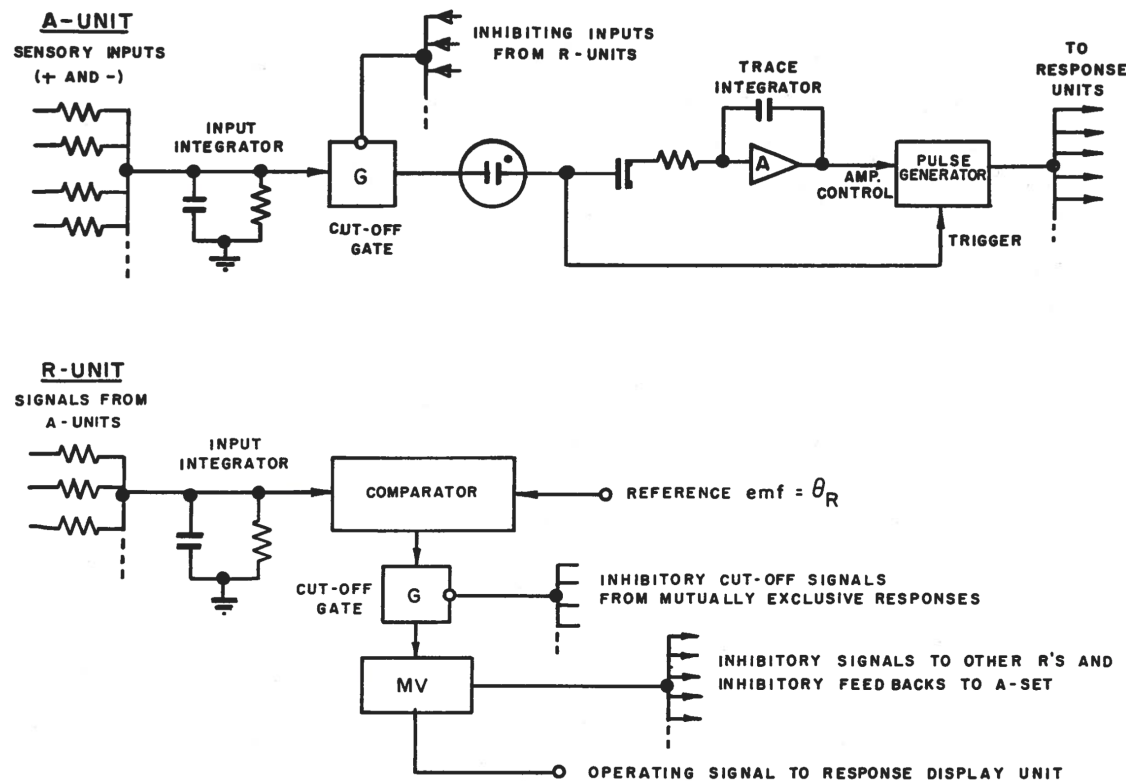 A-UNIT
SENSORY INPUTS
(+ AND -)
INPUT
INTEGRATOR
G
CUT-OFF
GATE
INHIBITING INPUTS
FROM R-UNITS
TRACE
INTEGRATOR
A
AMP.
CONTROL
PULSE
GENERATOR
TRIGGER
TO
RESPONSE
UNITS
R-UNIT
SIGNALS FROM
A-UNITS
INPUT
INTEGRATOR
COMPARATOR
REFERENCE emf = θR
CUT-OFF
GATE
G
INHIBITORY CUT-OFF SIGNALS
FROM MUTUALLY EXCLUSIVE RESPONSES
MV
INHIBITORY SIGNALS TO OTHER R'S AND
INHIBITORY FEEDBACKS TO A-SET
OPERATING SIGNAL TO RESPONSE DISPLAY UNIT